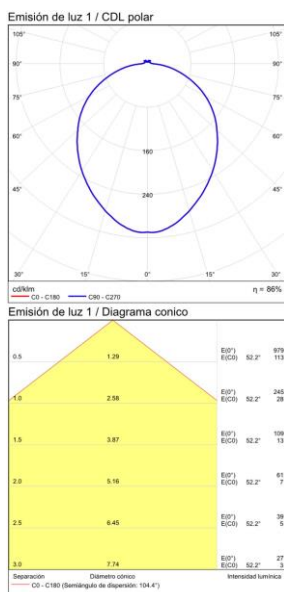 Emisión de luz 1 / CDL polar
105° 105°
90° 90°
75° 75°
60° 60°
160
45° 45°
240
30° 15° 0° 15° 30°
cd/klm η = 86%
C0 - C180 C90 - C270
Emisión de luz 1 / Diagrama conico
E(0°) 979
0.5 1.29 E(C0) 52.2° 113
E(0°) 245
1.0 2.58 E(C0) 52.2° 28
E(0°) 109
1.5 3.87 E(C0) 52.2° 13
E(0°) 61
2.0 5.16 E(C0) 52.2° 7
E(0°) 39
2.5 6.45 E(C0) 52.2° 5
E(0°) 27
3.0 7.74 E(C0) 52.2° 3
Separación Diámetro cónico Intensidad lumínica
C0 - C180 (Semiángulo de dispersión: 104.4°)